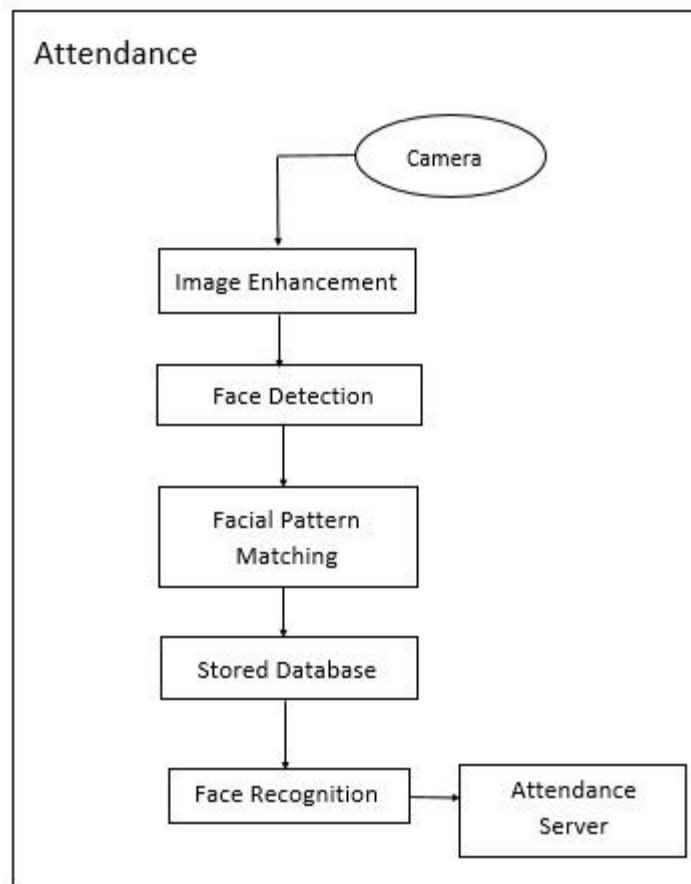 Attendance
Camera
Image Enhancement
Face Detection
Facial Pattern
Matching
Stored Database
Face Recognition
Attendance
Server